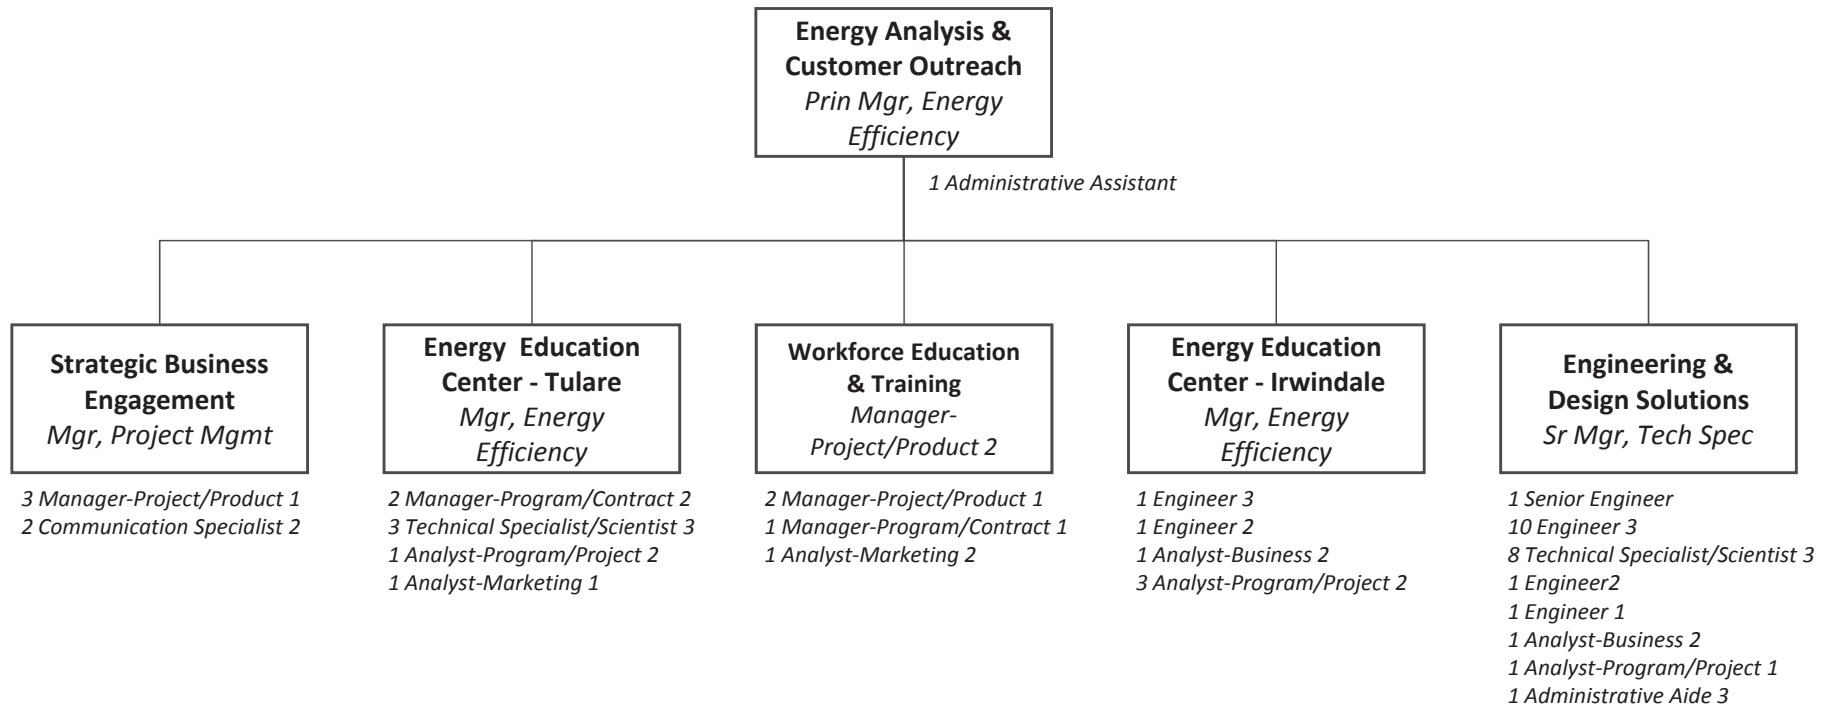 Energy Analysis &
Customer Outreach
Prin Mgr, Energy
Efficiency
1 Administrative Assistant
Strategic Business
Engagement
Mgr, Project Mgmt
3 Manager-Project/Product 1
2 Communication Specialist 2
Energy  Education
Center - Tulare
Mgr, Energy
Efficiency
2 Manager-Program/Contract 2
3 Technical Specialist/Scientist 3
1 Analyst-Program/Project 2
1 Analyst-Marketing 1
Workforce Education
& Training
Manager-
Project/Product 2
2 Manager-Project/Product 1
1 Manager-Program/Contract 1
1 Analyst-Marketing 2
Energy Education
Center - Irwindale
Mgr, Energy
Efficiency
1 Engineer 3
1 Engineer 2
1 Analyst-Business 2
3 Analyst-Program/Project 2
Engineering &
Design Solutions
Sr Mgr, Tech Spec
1 Senior Engineer
10 Engineer 3
8 Technical Specialist/Scientist 3
1 Engineer2
1 Engineer 1
1 Analyst-Business 2
1 Analyst-Program/Project 1
1 Administrative Aide 3